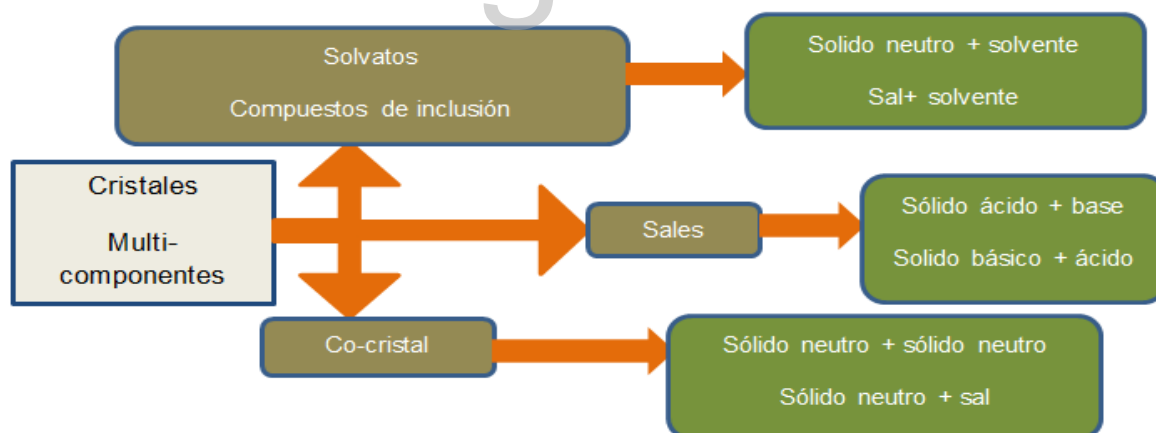 Solvatos
Compuestos de inclusión
Solido neutro + solvente
Sal+ solvente
Cristales
Multi-
componentes
Sales
Sólido ácido + base
Solido básico + ácido
Co-cristal
Sólido neutro + sólido neutro
Sólido neutro + sal